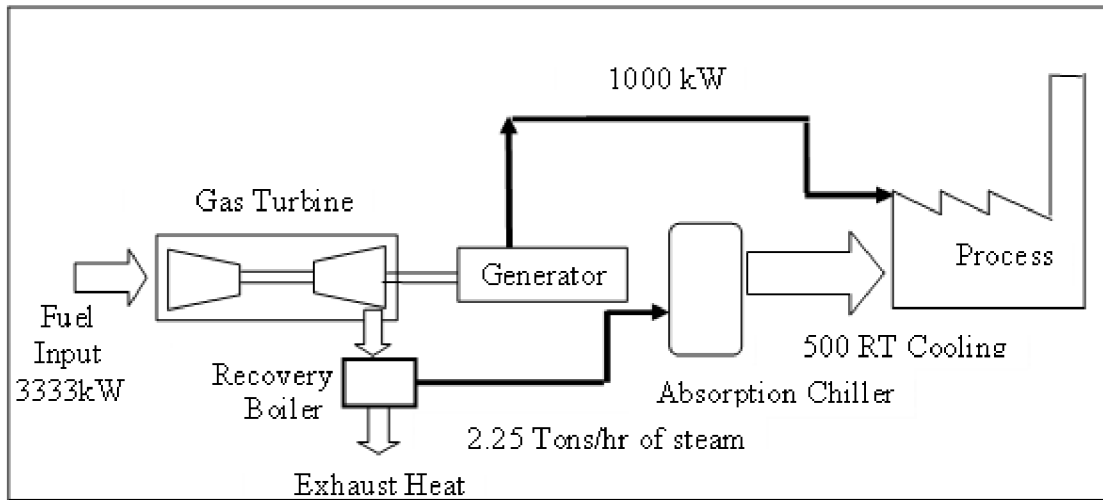 1000 kW
Gas Turbine
Generator
Process
Fuel
Input
3333kW
500 RT Cooling
Recovery
Boiler
Absorption Chiller
2.25 Tons/hr of steam
Exhaust Heat